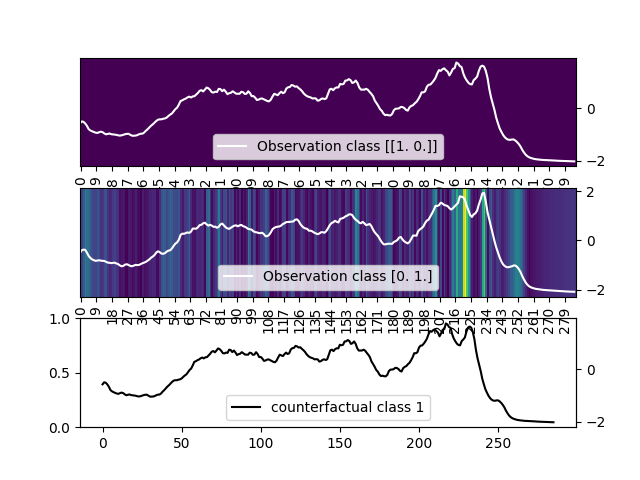 0
−2
Observation class [[1. 0.]]
0 9
2
0
−2
Observation class [0. 1.]
0 9 18 27 36 45 54 63 72 81 90 99 108 117 126 135 144 153 162 171 180 189 198 207 216 225 234 243 252 261 270 279
1.0
0.5
0.0
0
−2
counterfactual class 1
0 50 100 150 200 250